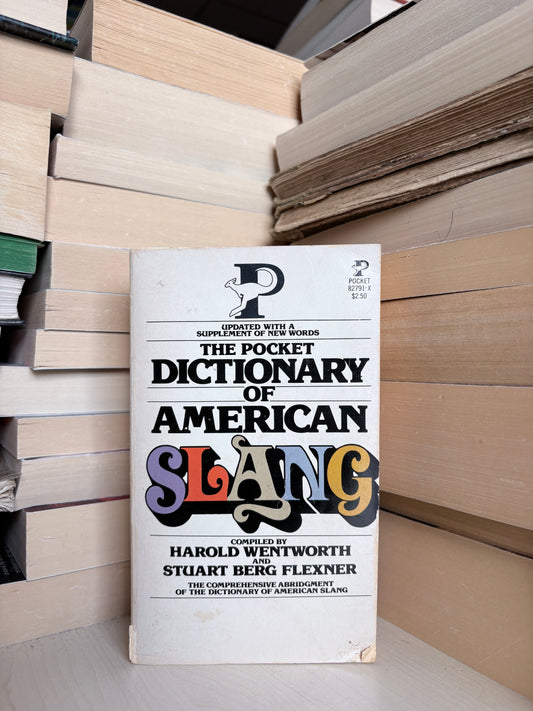 P
P
POCKET
82791-X
$2.50
UPDATED WITH A
SUPPLEMENT OF NEW WORDS
THE POCKET
DICTIONARY
OF
AMERICAN
SLANG
COMPILED BY
HAROLD WENTWORTH
AND
STUART BERG FLEXNER
THE COMPREHENSIVE ABRIDGMENT
OF THE DICTIONARY OF AMERICAN SLANG